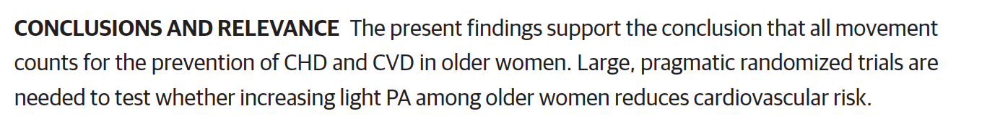 CONCLUSIONS AND RELEVANCE The present findings support the conclusion that all movement
counts for the prevention of CHD and CVD in older women. Large, pragmatic randomized trials are
needed to test whether increasing light PA among older women reduces cardiovascular risk.